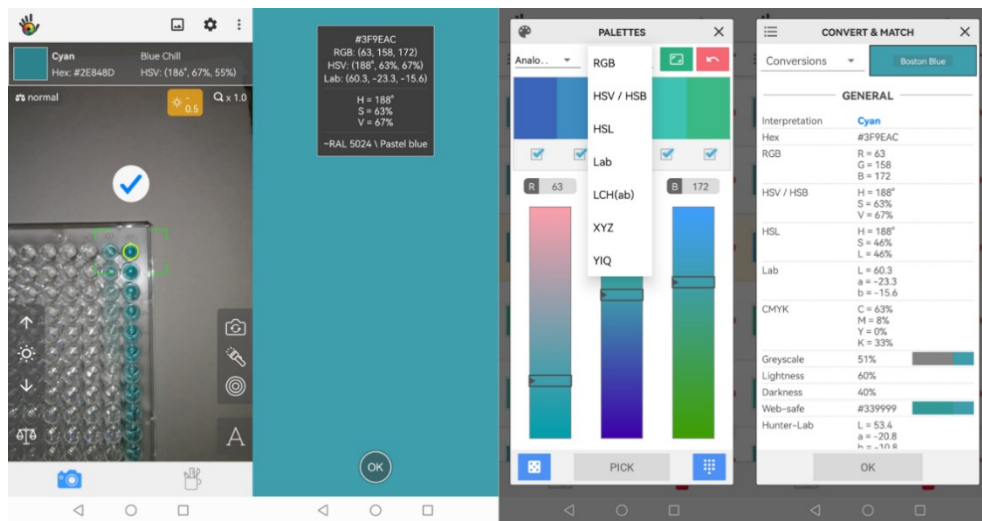 Cyan
Hex: #2E848D
Blue Chill
HSV: (186°, 67%, 55%)
normal
- 0.5
x 1.0
A
#3F9EAC
RGB: (63, 158, 172)
HSV: (188°, 63%, 67%)
Lab: (60.3, -23.3, -15.6)
H = 188°
S = 63%
V = 67%
~RAL 5024 \ Pastel blue
OK
PALETTES
Analo..
RGB
HSV / HSB
HSL
Lab
LCH(ab)
XYZ
YIQ
R 63
B 172
PICK
CONVERT & MATCH
Conversions
Boston Blue
GENERAL
Interpretation Cyan
Hex #3F9EAC
RGB R = 63
G = 158
B = 172
HSV / HSB H = 188°
S = 63%
V = 67%
HSL H = 188°
S = 46%
L = 46%
Lab L = 60.3
a = -23.3
b = -15.6
CMYK C = 63%
M = 8%
Y = 0%
K = 33%
Greyscale 51%
Lightness 60%
Darkness 40%
Web-safe #339999
Hunter-Lab L = 53.4
a = -20.8
b = -10.8
OK